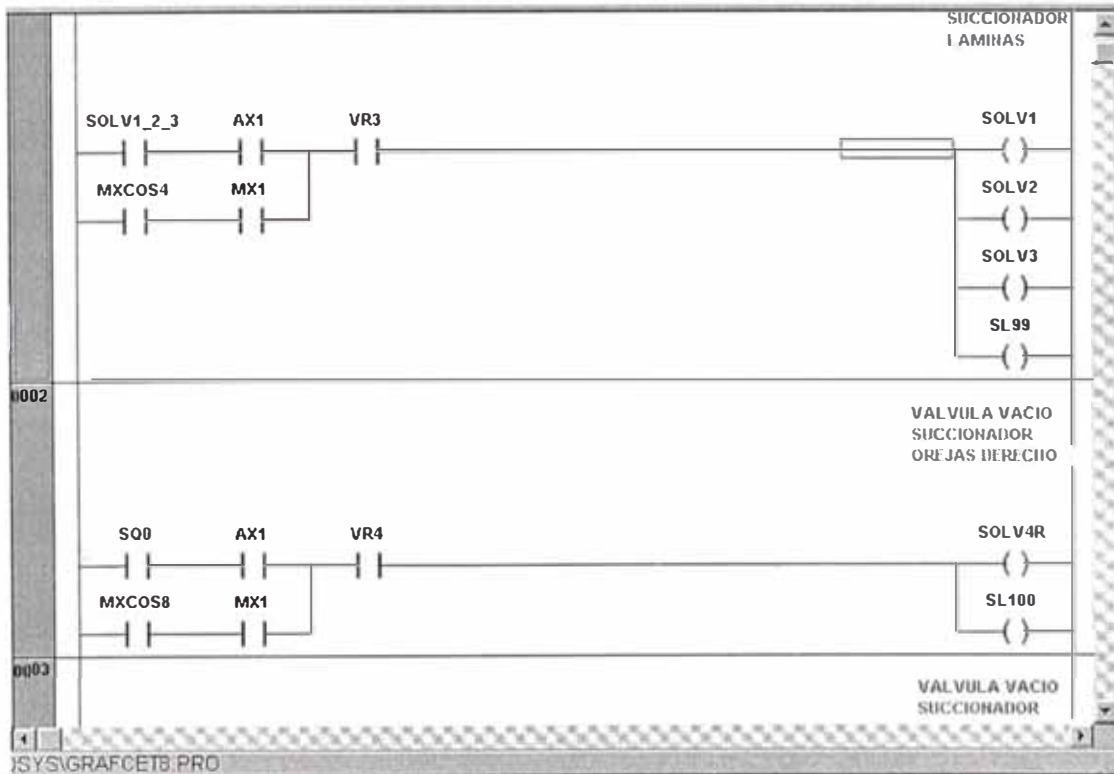 SUCCIONADOR
LAMINAS
SOLV1_2_3 AX1 VR3 SOLV1
MXCOS4 MX1 SOLV2
SOLV3
SL99
0002
VALVULA VACIO
SUCCIONADOR
OREJAS DERECHO
SQ0 AX1 VR4 SOLV4R
MXCOS8 MX1 SL100
0003
VALVULA VACIO
SUCCIONADOR
)SYS\GRAFCET8.PRO